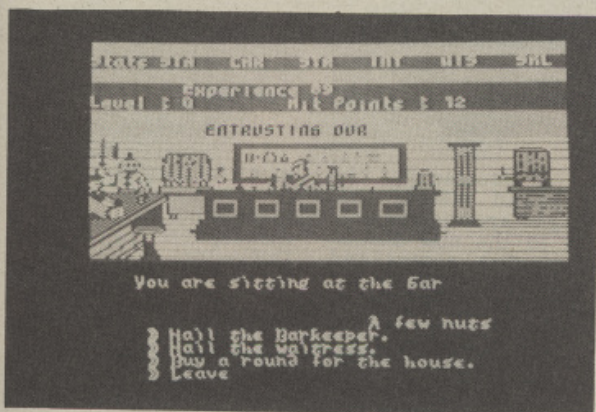 Stats STA CHR STR INT WIS SKL
Experience 89
Level : 0 Hit Points : 12
ENTRUSTING OUR
You are sitting at the Bar
A few nuts
Hail the Barkeeper.
Hail the waitress.
Buy a round for the house.
Leave